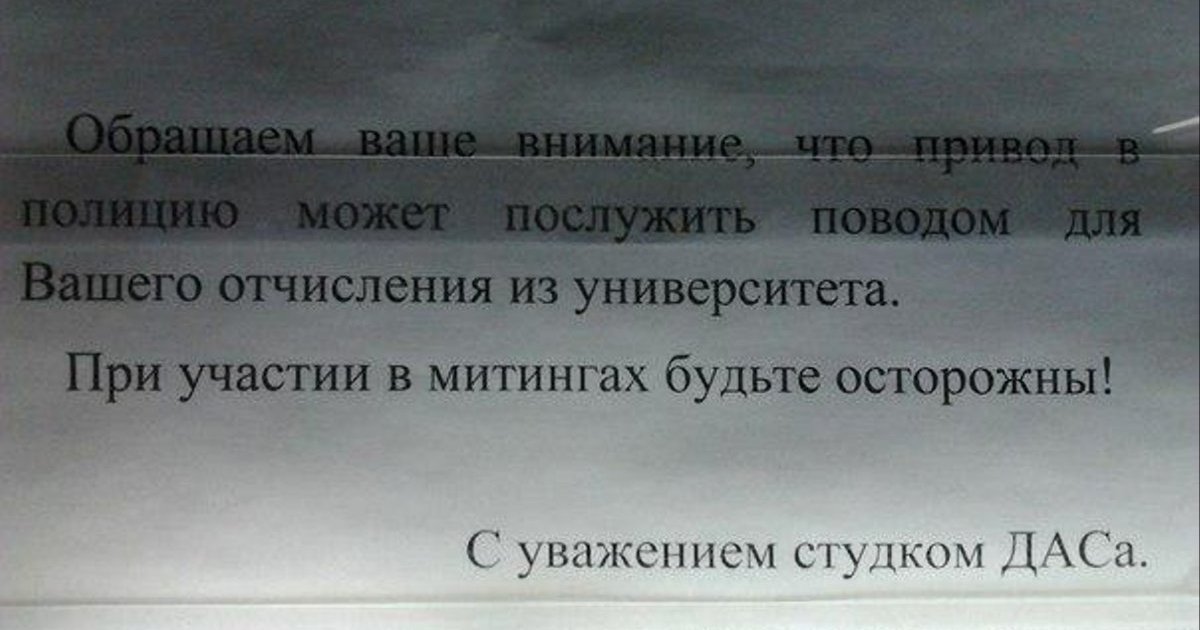 Обращаем ваше внимание, что привод в
полицию может послужить поводом для
Вашего отчисления из университета.
При участии в митингах будьте осторожны!
С уважением студком ДАСа.